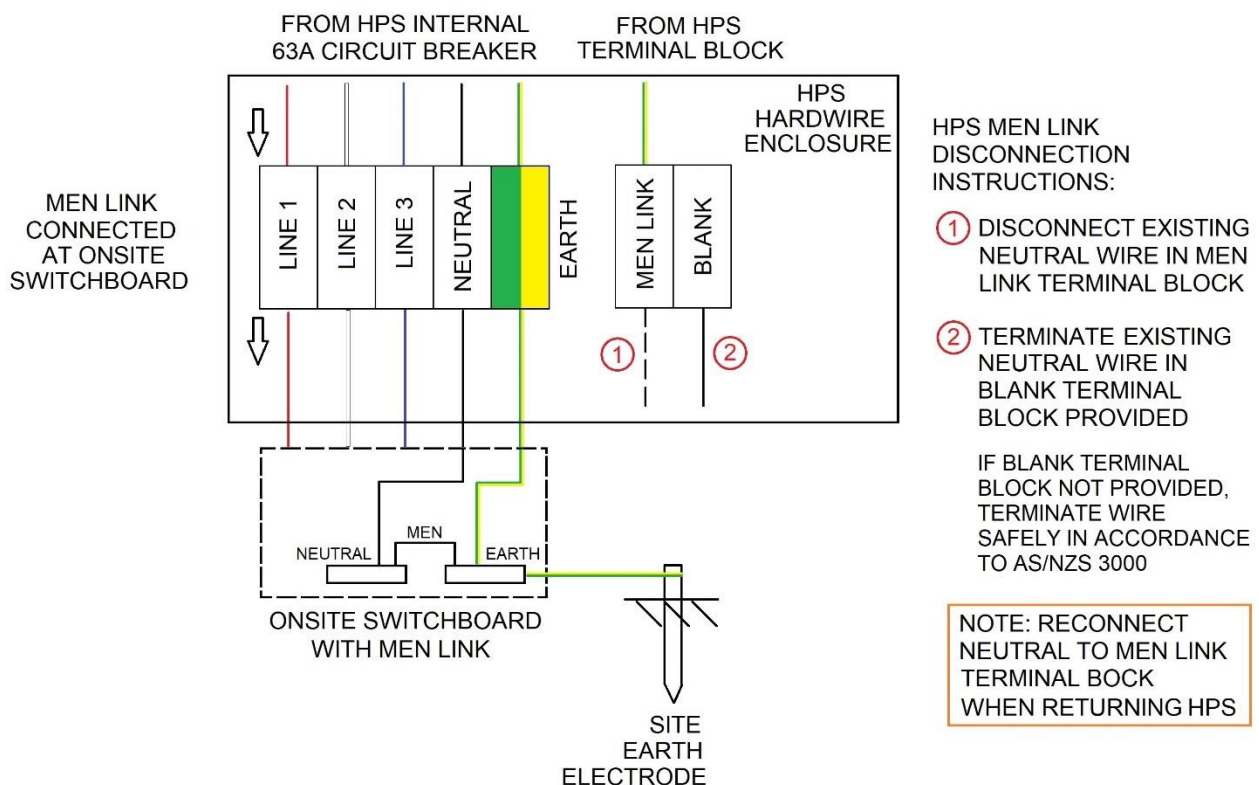 FROM HPS INTERNAL
63A CIRCUIT BREAKER
FROM HPS
TERMINAL BLOCK
HPS
HARDWIRE
ENCLOSURE
MEN LINK
CONNECTED
AT ONSITE
SWITCHBOARD
LINE 1
LINE 2
LINE 3
NEUTRAL
EARTH
MEN LINK
BLANK
1
2
NEUTRAL
MEN
EARTH
ONSITE SWITCHBOARD
WITH MEN LINK
SITE
EARTH
ELECTRODE
HPS MEN LINK
DISCONNECTION
INSTRUCTIONS:
1 DISCONNECT EXISTING
NEUTRAL WIRE IN MEN
LINK TERMINAL BLOCK
2 TERMINATE EXISTING
NEUTRAL WIRE IN
BLANK TERMINAL
BLOCK PROVIDED
IF BLANK TERMINAL
BLOCK NOT PROVIDED,
TERMINATE WIRE
SAFELY IN ACCORDANCE
TO AS/NZS 3000
NOTE: RECONNECT
NEUTRAL TO MEN LINK
TERMINAL BOCK
WHEN RETURNING HPS